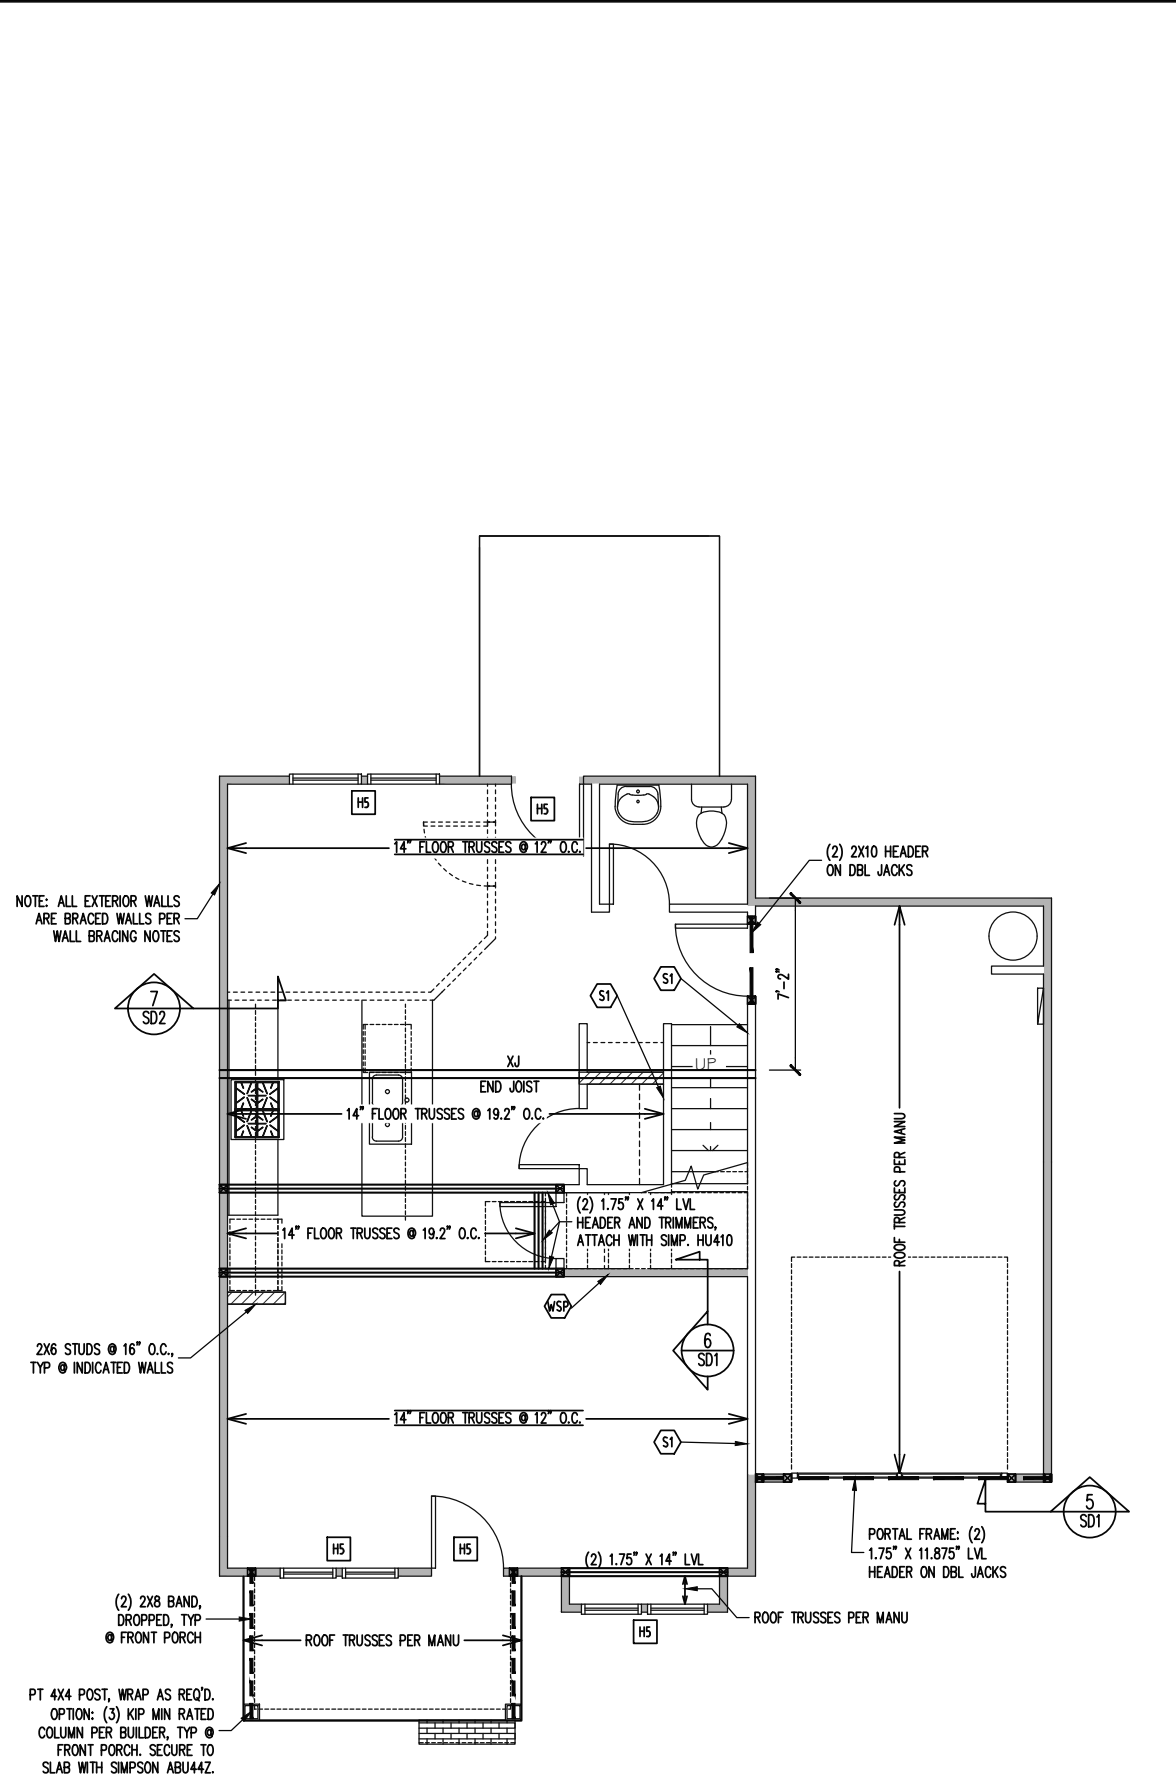 H5
H5
14" FLOOR TRUSSES @ 12" O.C.
(2) 2X10 HEADER
ON DBL JACKS
NOTE: ALL EXTERIOR WALLS
ARE BRACED WALLS PER
WALL BRACING NOTES
7
SD2
S1
S1
7'-2"
XJ
UP
END JOIST
14" FLOOR TRUSSES @ 19.2" O.C.
ROOF TRUSSES PER MANU
(2) 1.75" X 14" LVL
HEADER AND TRIMMERS,
ATTACH WITH SIMP. HU410
14" FLOOR TRUSSES @ 19.2" O.C.
WSP
2X6 STUDS @ 16" O.C.,
TYP @ INDICATED WALLS
6
SD1
14" FLOOR TRUSSES @ 12" O.C.
S1
5
SD1
PORTAL FRAME: (2)
1.75" X 11.875" LVL
HEADER ON DBL JACKS
H5
H5
(2) 1.75" X 14" LVL
(2) 2X8 BAND,
DROPPED, TYP
@ FRONT PORCH
ROOF TRUSSES PER MANU
H5
ROOF TRUSSES PER MANU
PT 4X4 POST, WRAP AS REQ'D.
OPTION: (3) KIP MIN RATED
COLUMN PER BUILDER, TYP @
FRONT PORCH. SECURE TO
SLAB WITH SIMPSON ABU44Z.